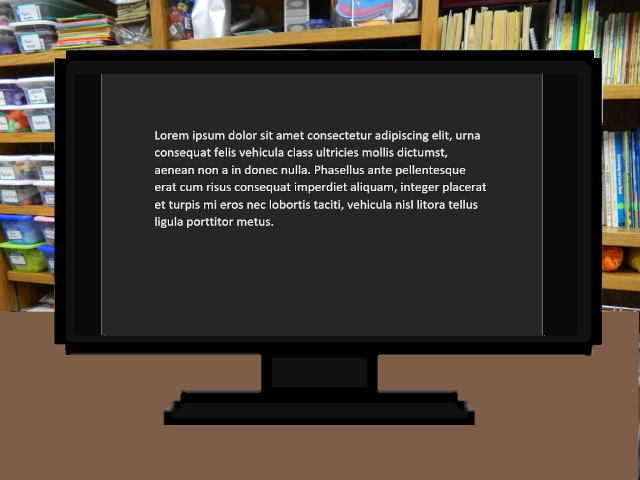 Lorem ipsum dolor sit amet consectetur adipiscing elit, urna
consequat felis vehicula class ultricies mollis dictumst,
aenean non a in donec nulla. Phasellus ante pellentesque
erat cum risus consequat imperdiet aliquam, integer placerat
et turpis mi eros nec lobortis taciti, vehicula nisl litora tellus
ligula porttitor metus.